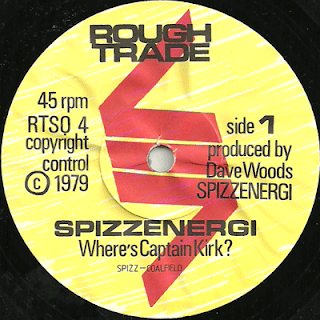 ROUGH
TRADE
45 rpm
RTSO 4
copyright
control
© 1979
side 1
produced by
Dave Woods
SPIZZENERGI
SPIZZENERGI
Where's Captain Kirk?
SPIZZ — COALFIELD